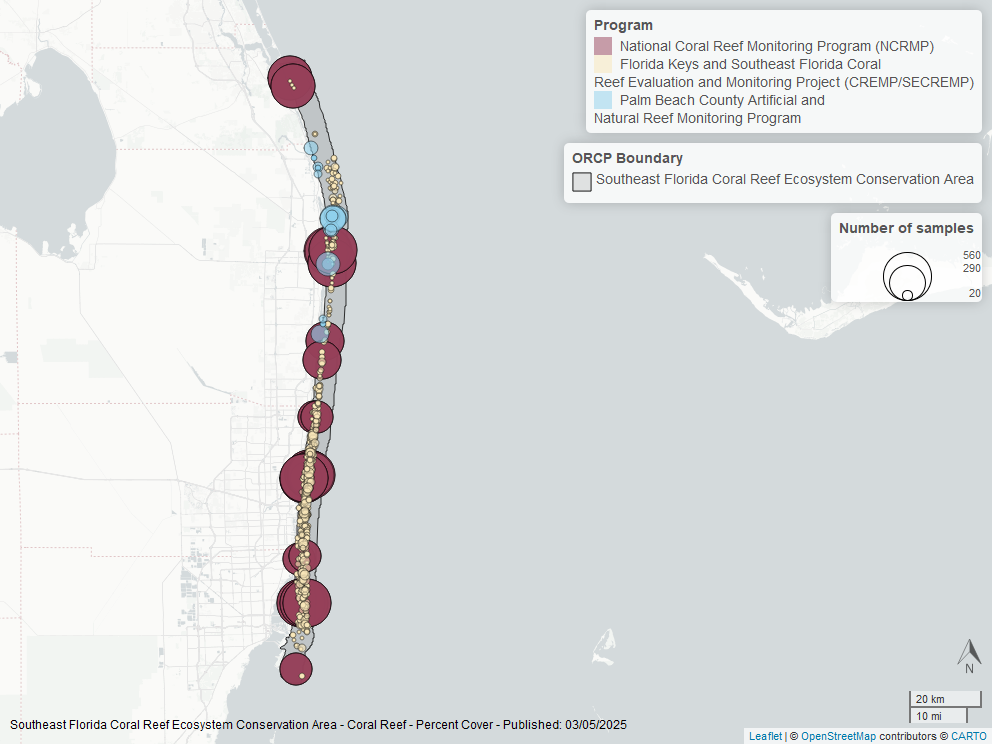 Program
National Coral Reef Monitoring Program (NCRMP)
Florida Keys and Southeast Florida Coral
Reef Evaluation and Monitoring Project (CREMP/SECREMP)
Palm Beach County Artificial and
Natural Reef Monitoring Program
ORCP Boundary
Southeast Florida Coral Reef Ecosystem Conservation Area
Number of samples
560
290
20
N
20 km
10 mi
Southeast Florida Coral Reef Ecosystem Conservation Area - Coral Reef - Percent Cover - Published: 03/05/2025
Leaflet | © OpenStreetMap contributors © CARTO